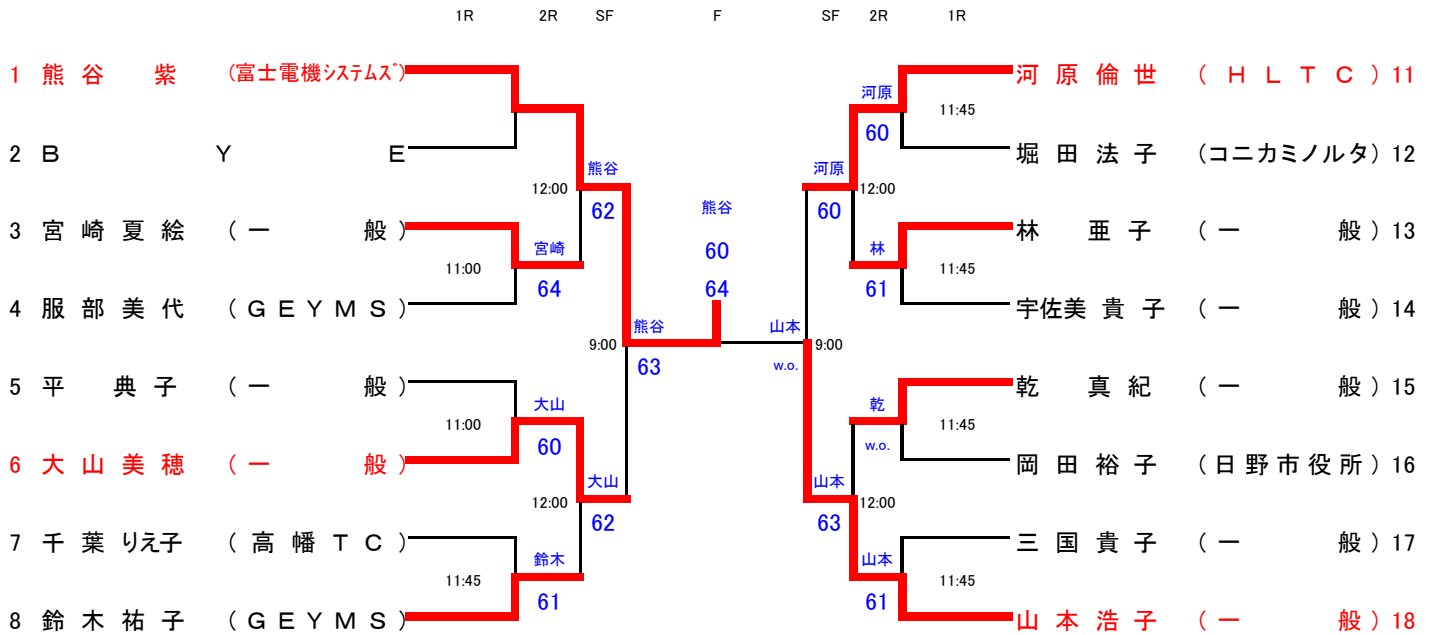 1R 2R SF F SF 2R 1R
1 熊谷 紫 (富士電機システムズ) 河原倫世 (HLTC) 11
河原
11:45
60
2 BYE 堀田法子 (コニカミノルタ) 12
熊谷 河原
12:00 12:00
62 熊谷 60
3 宮崎夏絵 (一般) 林 亜子 (一般) 13
宮崎 60 林
11:00 11:45
64 64 61
4 服部美代 (GEYMS) 宇佐美貴子 (一般) 14
熊谷 山本
9:00 9:00
63 w.o.
5 平 典子 (一般) 乾 真紀 (一般) 15
大山 乾
11:00 11:45
60 w.o.
6 大山美穂 (一般) 岡田裕子 (日野市役所) 16
大山 山本
12:00 12:00
62 63
7 千葉りえ子 (高幡TC) 三国貴子 (一般) 17
鈴木 山本
11:45 11:45
61 61
8 鈴木祐子 (GEYMS) 山本浩子 (一般) 18